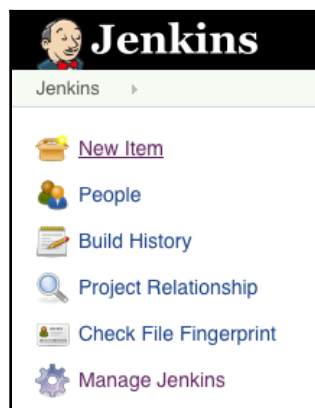 Jenkins
Jenkins
New Item
People
Build History
Project Relationship
Check File Fingerprint
Manage Jenkins